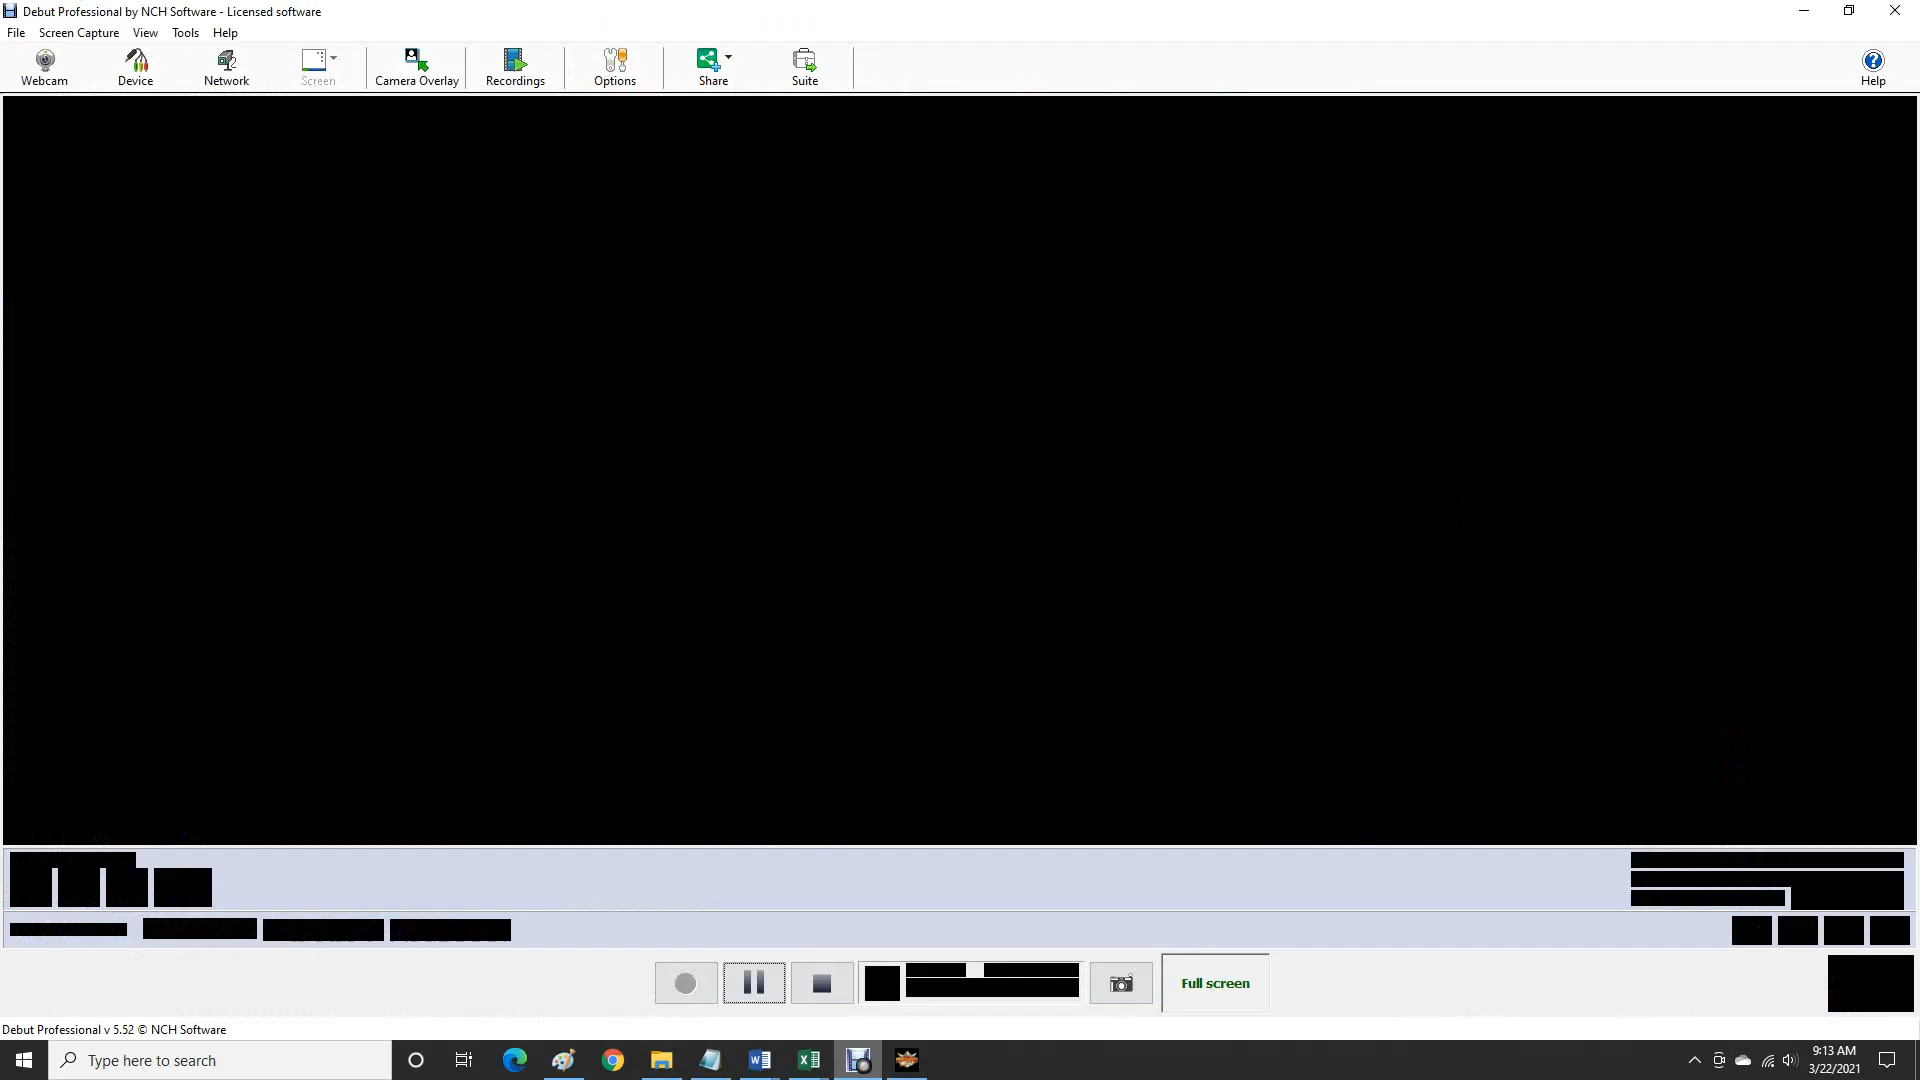 Debut Professional by NCH Software - Licensed software
File Screen Capture View Tools Help
Webcam Device Network Screen Camera Overlay Recordings Options Share Suite Help
Full screen
Debut Professional v 5.52 © NCH Software
Type here to search
9:13 AM
3/22/2021